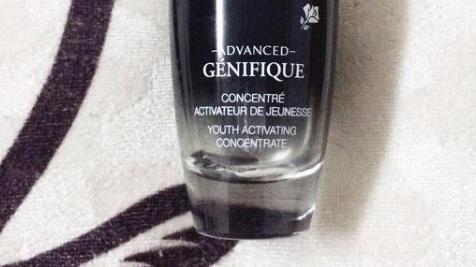 -ADVANCED-
GÉNIFIQUE
CONCENTRÉ
ACTIVATEUR DE JEUNESSE
YOUTH ACTIVATING
CONCENTRATE